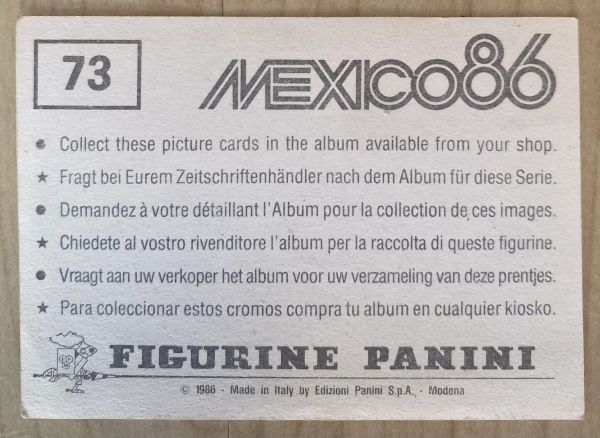 73
MEXICO86
● Collect these picture cards in the album available from your shop.
★ Fragt bei Eurem Zeitschriftenhändler nach dem Album für diese Serie.
● Demandez à votre détaillant l'Album pour la collection de ces images.
★ Chiedete al vostro rivenditore l'album per la raccolta di queste figurine.
● Vraagt aan uw verkoper het album voor uw verzameling van deze prentjes.
★ Para coleccionar estos cromos compra tu album en cualquier kiosko.
FIGURINE PANINI
© 1986 - Made in Italy by Edizioni Panini S.p.A. - Modena